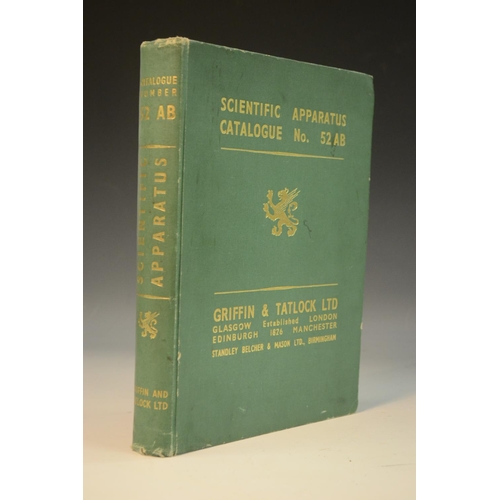 CATALOGUE
NUMBER
52 AB
SCIENTIFIC
APPARATUS
GRIFFIN AND
TATLOCK LTD
SCIENTIFIC APPARATUS
CATALOGUE No. 52 AB
GRIFFIN & TATLOCK LTD
GLASGOW Established LONDON
EDINBURGH 1826 MANCHESTER
STANDLEY BELCHER & MASON LTD., BIRMINGHAM